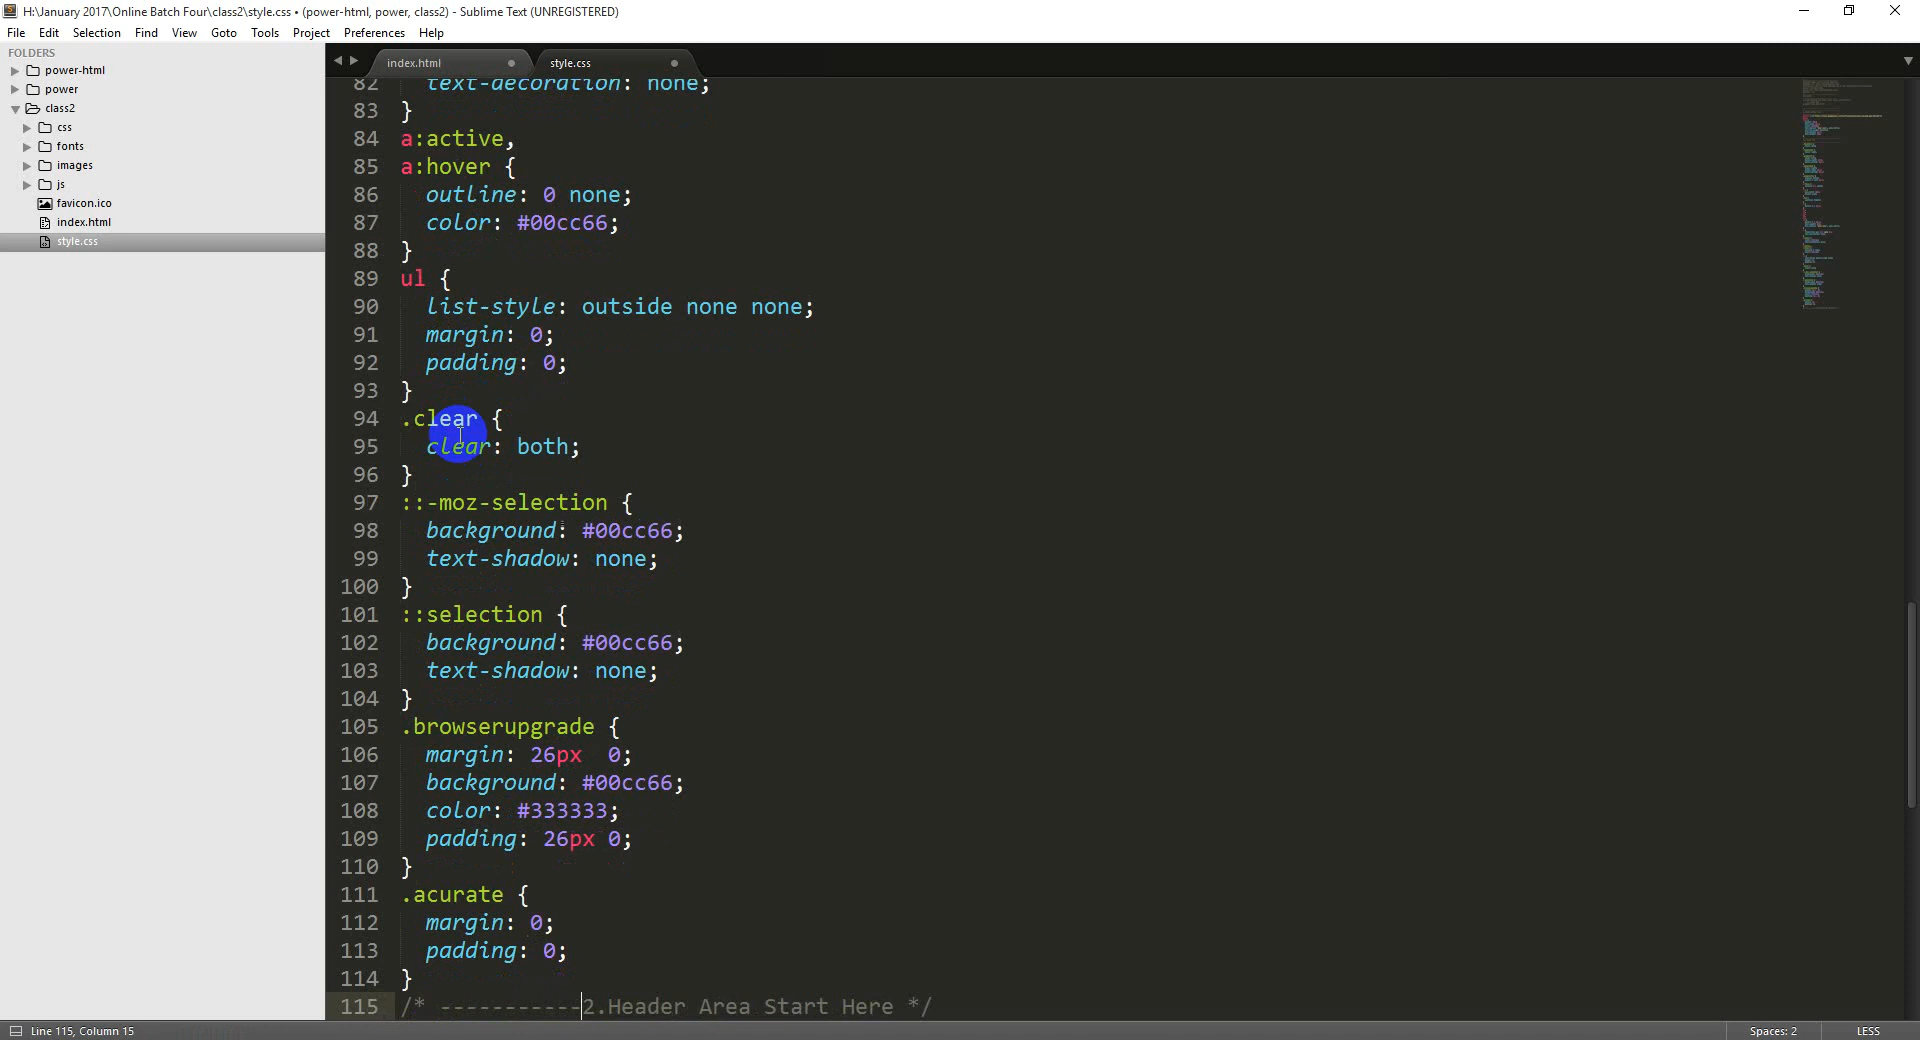 H:\January 2017\Online Batch Four\class2\style.css • (power-html, power, class2) - Sublime Text (UNREGISTERED)
File Edit Selection Find View Goto Tools Project Preferences Help
FOLDERS
power-html
power
class2
css
fonts
images
js
favicon.ico
index.html
style.css
index.html style.css
82 text-decoration: none;
83 }
84 a:active,
85 a:hover {
86 outline: 0 none;
87 color: #00cc66;
88 }
89 ul {
90 list-style: outside none none;
91 margin: 0;
92 padding: 0;
93 }
94 .clear {
95 clear: both;
96 }
97 ::-moz-selection {
98 background: #00cc66;
99 text-shadow: none;
100 }
101 ::selection {
102 background: #00cc66;
103 text-shadow: none;
104 }
105 .browserupgrade {
106 margin: 26px  0;
107 background: #00cc66;
108 color: #333333;
109 padding: 26px 0;
110 }
111 .acurate {
112 margin: 0;
113 padding: 0;
114 }
115 /* -----------2.Header Area Start Here */
Line 115, Column 15 Spaces: 2 LESS